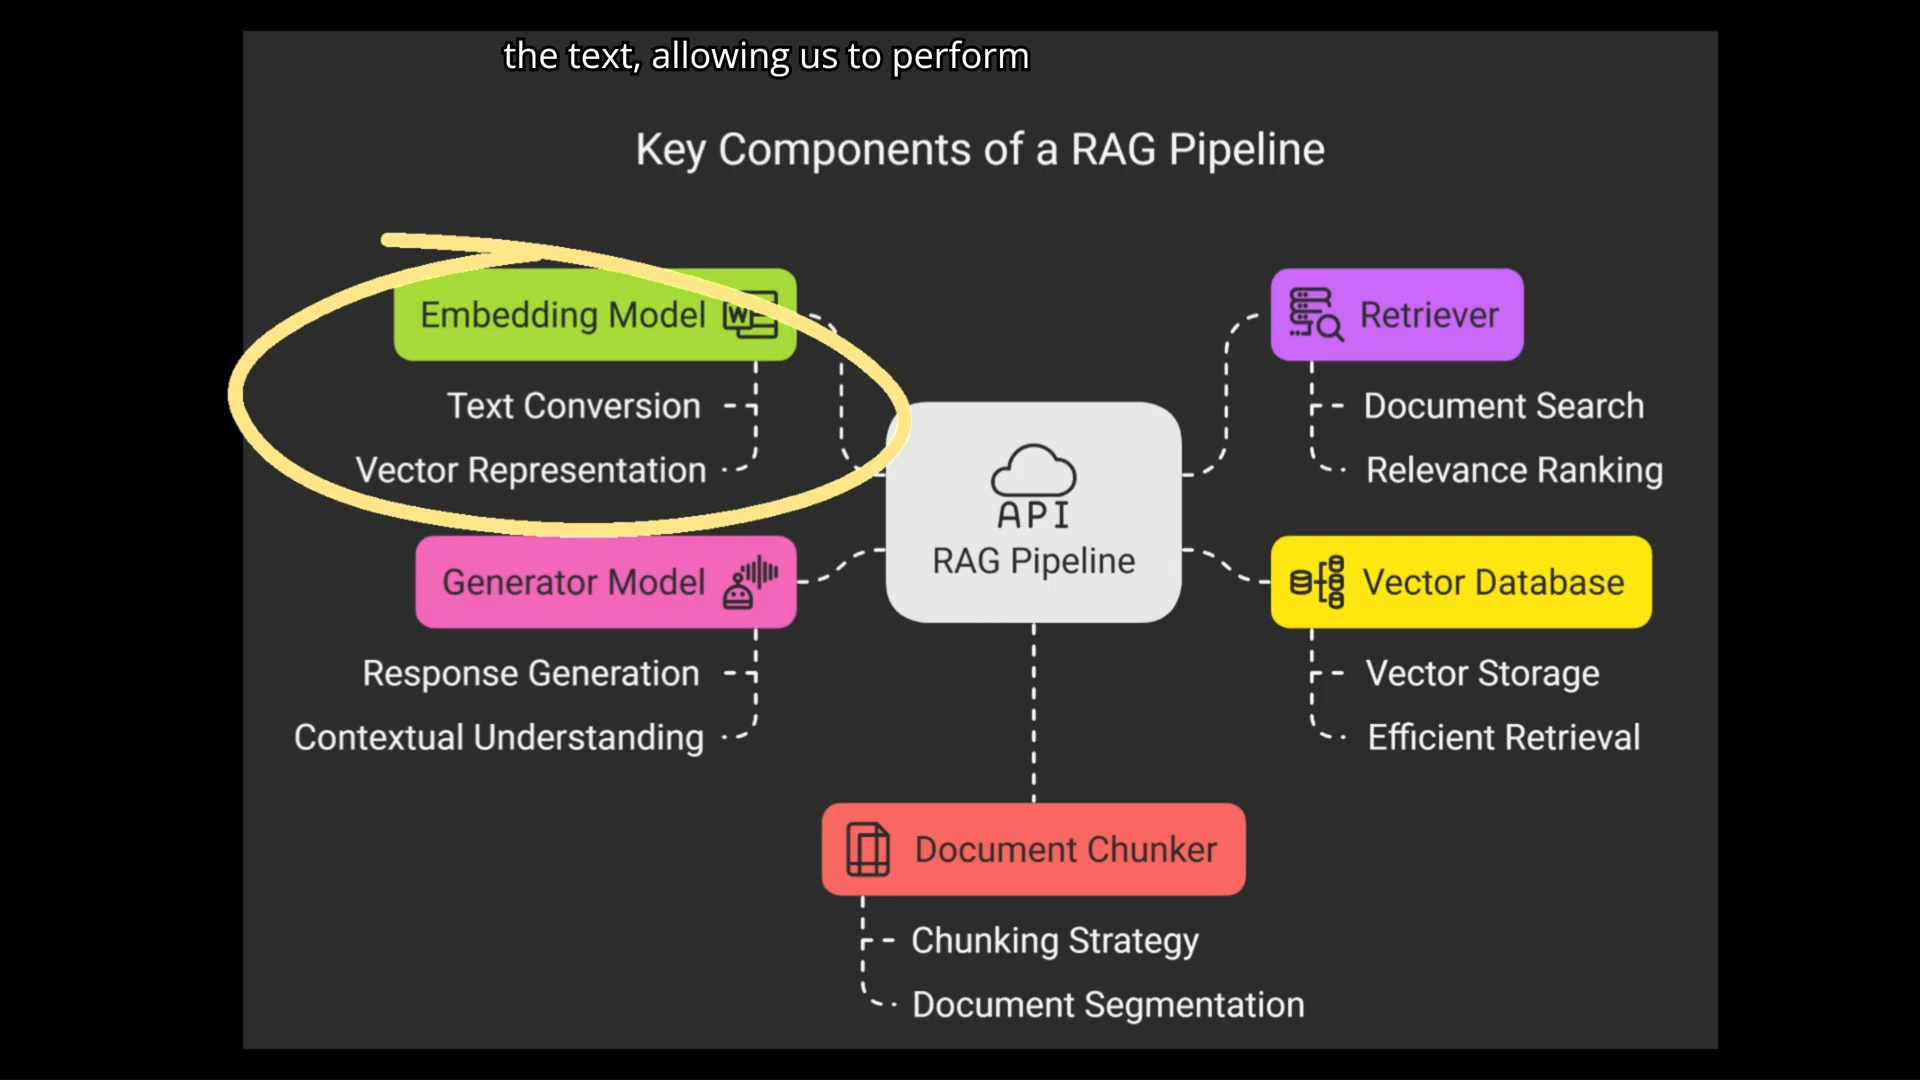 the text, allowing us to perform
Key Components of a RAG Pipeline
Embedding Model
Text Conversion
Vector Representation
Generator Model
Response Generation
Contextual Understanding
API
RAG Pipeline
Retriever
Document Search
Relevance Ranking
Vector Database
Vector Storage
Efficient Retrieval
Document Chunker
Chunking Strategy
Document Segmentation